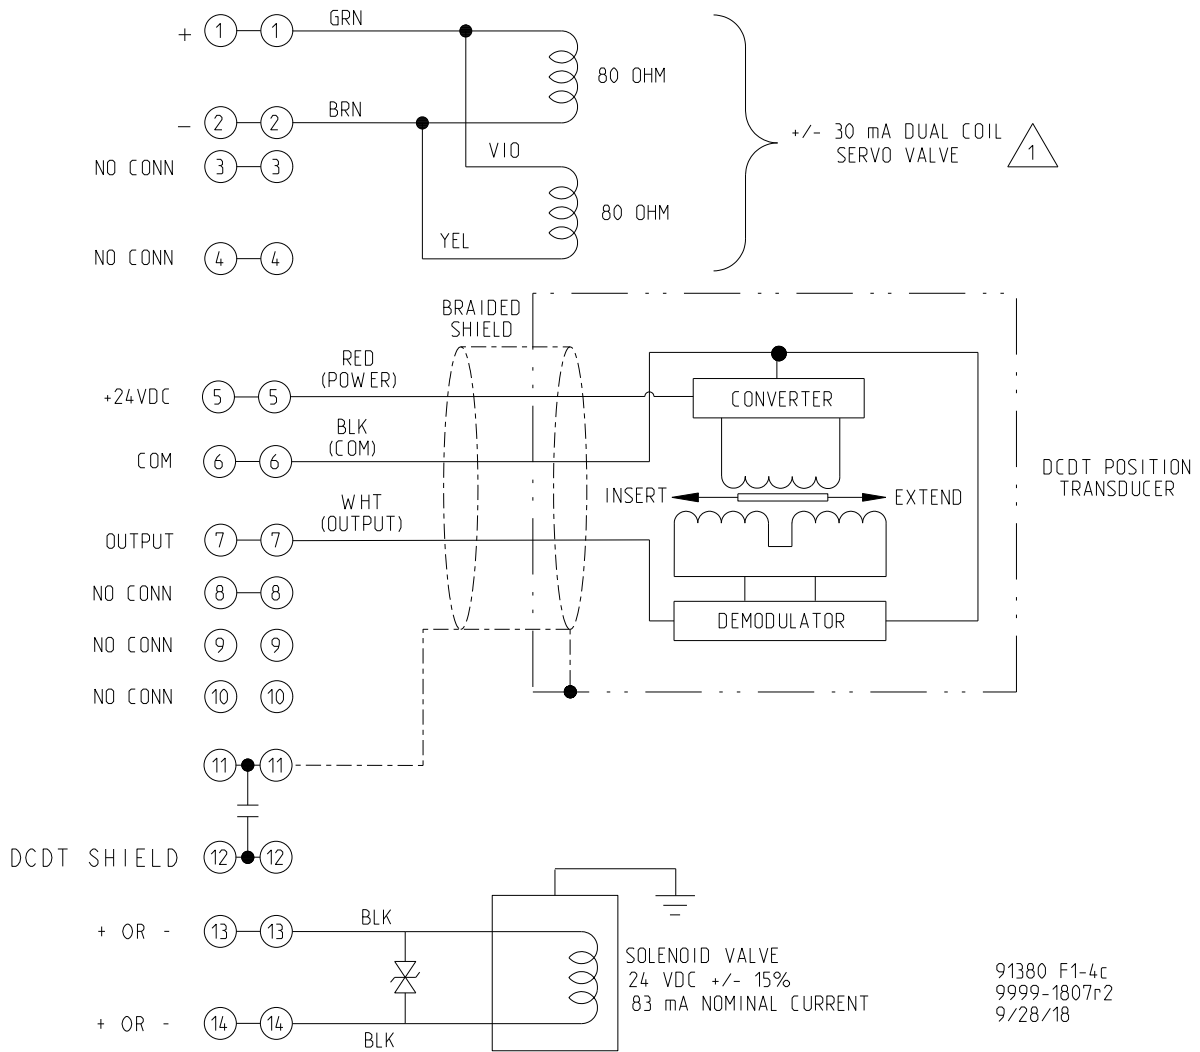 + 1 1 GRN
80 OHM
- 2 2 BRN
+/- 30 mA DUAL COIL
SERVO VALVE
1
NO CONN 3 3
VIO
80 OHM
NO CONN 4 4
YEL
BRAIDED
SHIELD
RED
(POWER)
+24VDC 5 5
CONVERTER
BLK
(COM)
COM 6 6
DCDT POSITION
TRANSDUCER
INSERT
EXTEND
WHT
(OUTPUT)
OUTPUT 7 7
NO CONN 8 8
DEMODULATOR
NO CONN 9 9
NO CONN 10 10
11 11
DCDT SHIELD 12 12
BLK
+ OR - 13 13
SOLENOID VALVE
24 VDC +/- 15%
83 mA NOMINAL CURRENT
+ OR - 14 14
BLK
91380 F1-4c
9999-1807r2
9/28/18